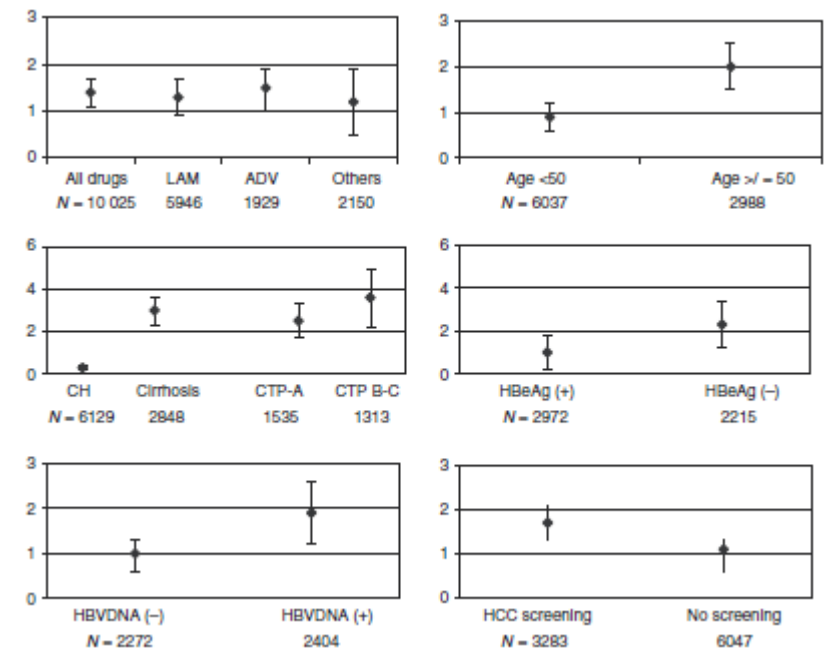 3
2
1
0
All drugs LAM ADV Others
N = 10 025 5946 1929 2150
3
2
1
0
Age <50 Age >/ = 50
N = 6037 2988
6
4
2
0
CH Cirrhosis CTP-A CTP B-C
N = 6129 2848 1535 1313
6
4
2
0
HBeAg (+) HBeAg (–)
N = 2972 2215
3
2
1
0
HBVDNA (–) HBVDNA (+)
N = 2272 2404
3
2
1
0
HCC screening No screening
N = 3283 6047